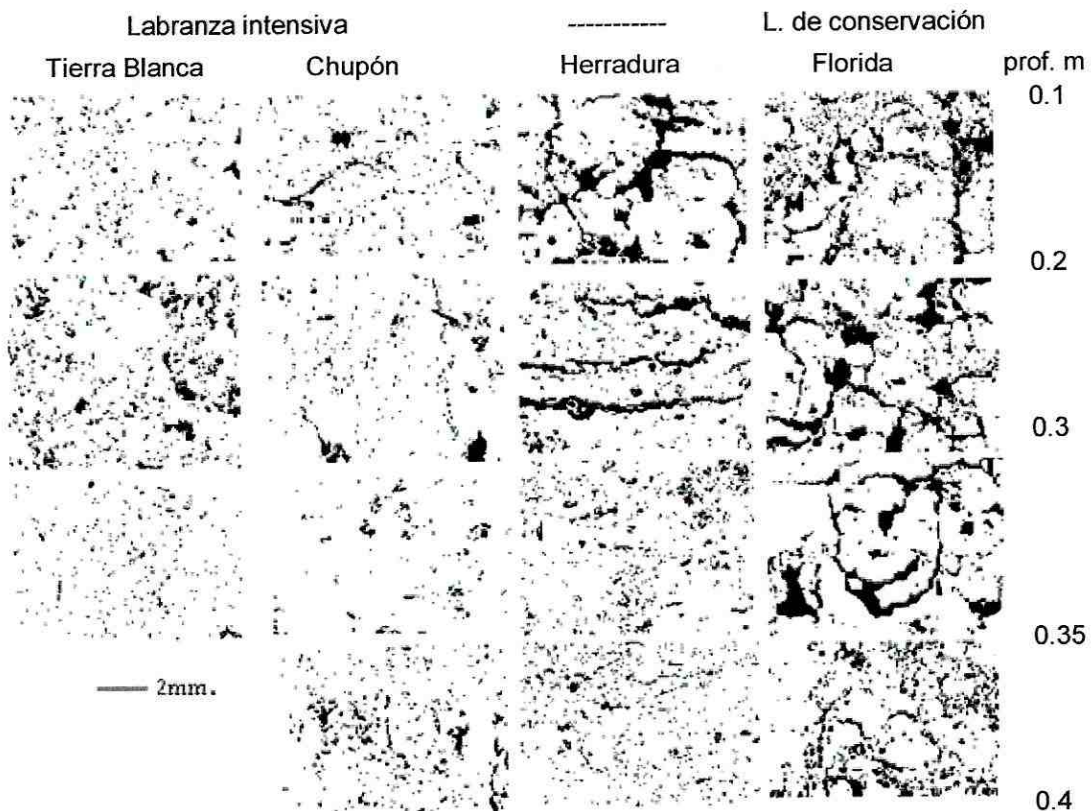 Labranza intensiva ----------- L. de conservación
Tierra Blanca Chupón Herradura Florida prof. m
0.1
0.2
0.3
0.35
2mm.
0.4